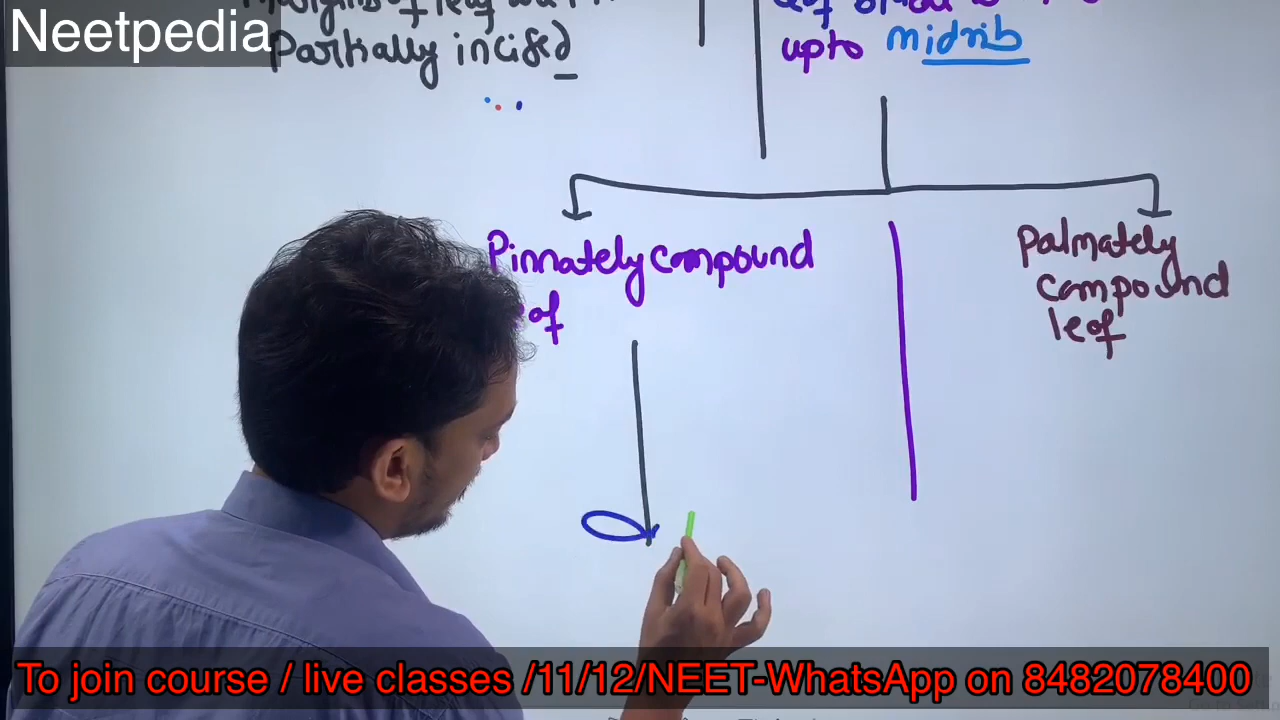 Neetpedia
Partially incised
upto midrib
Pinnately compound
Palmately
compound
leaf
To join course / live classes /11/12/NEET-WhatsApp on 8482078400